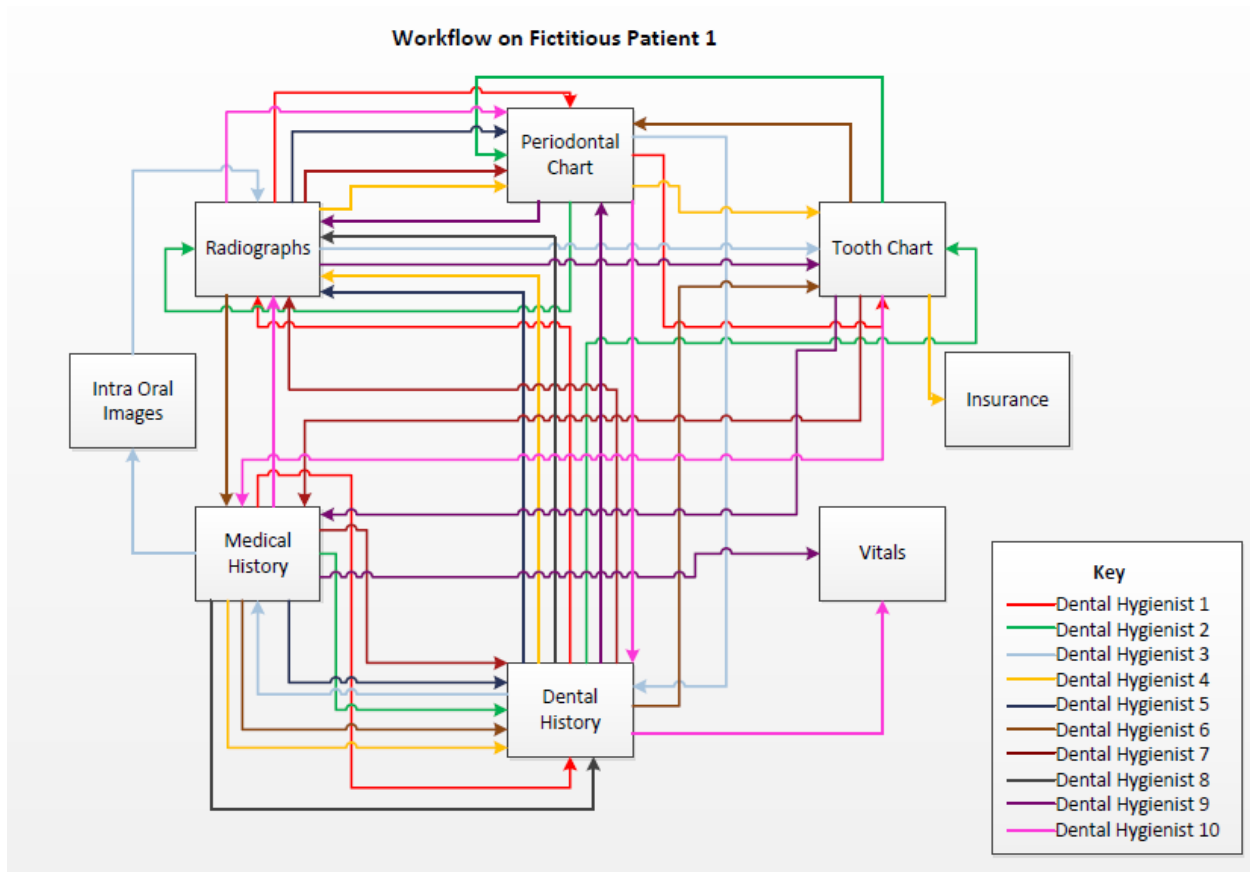 Workflow on Fictitious Patient 1
Periodontal
Chart
Radiographs
Tooth Chart
Intra Oral
Images
Insurance
Medical
History
Vitals
Dental
History
Key
Dental Hygienist 1
Dental Hygienist 2
Dental Hygienist 3
Dental Hygienist 4
Dental Hygienist 5
Dental Hygienist 6
Dental Hygienist 7
Dental Hygienist 8
Dental Hygienist 9
Dental Hygienist 10